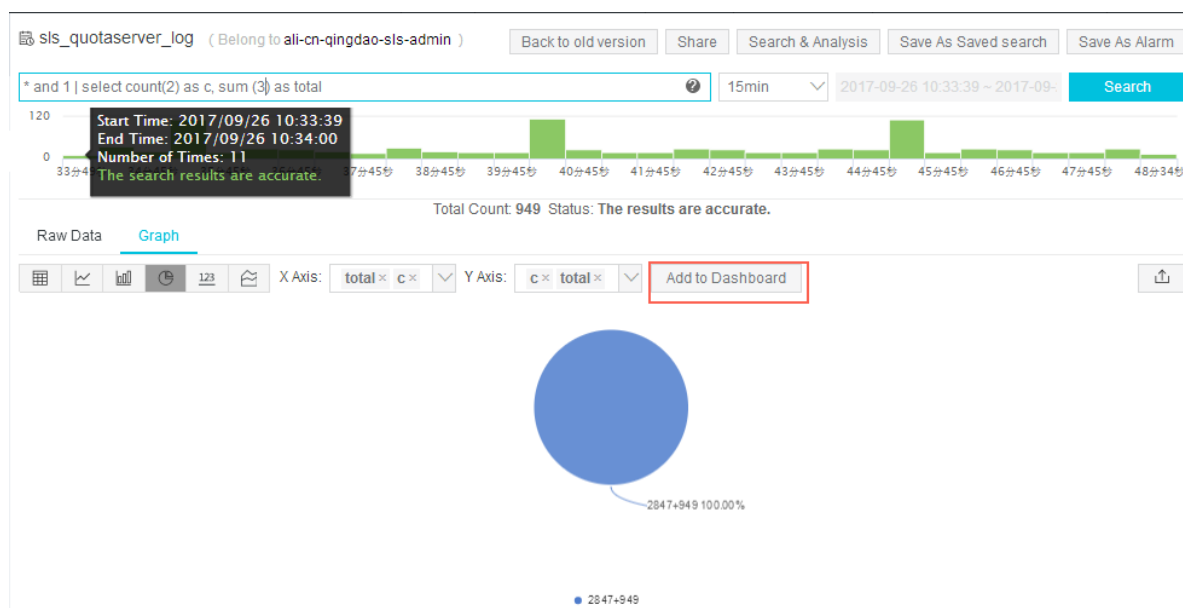 sls_quotaserver_log ( Belong to ali-cn-qingdao-sls-admin ) Back to old version Share Search & Analysis Save As Saved search Save As Alarm
* and 1 | select count(2) as c, sum (3) as total 15min 2017-09-26 10:33:39 ~ 2017-09- Search
120
Start Time: 2017/09/26 10:33:39
End Time: 2017/09/26 10:34:00
Number of Times: 11
The search results are accurate.
0
33分45 37分45秒 38分45秒 39分45秒 40分45秒 41分45秒 42分45秒 43分45秒 44分45秒 45分45秒 46分45秒 47分45秒 48分34秒
Total Count: 949 Status: The results are accurate.
Raw Data Graph
123 X Axis: total × c × Y Axis: c × total × Add to Dashboard
2847+949 100.00%
2847+949